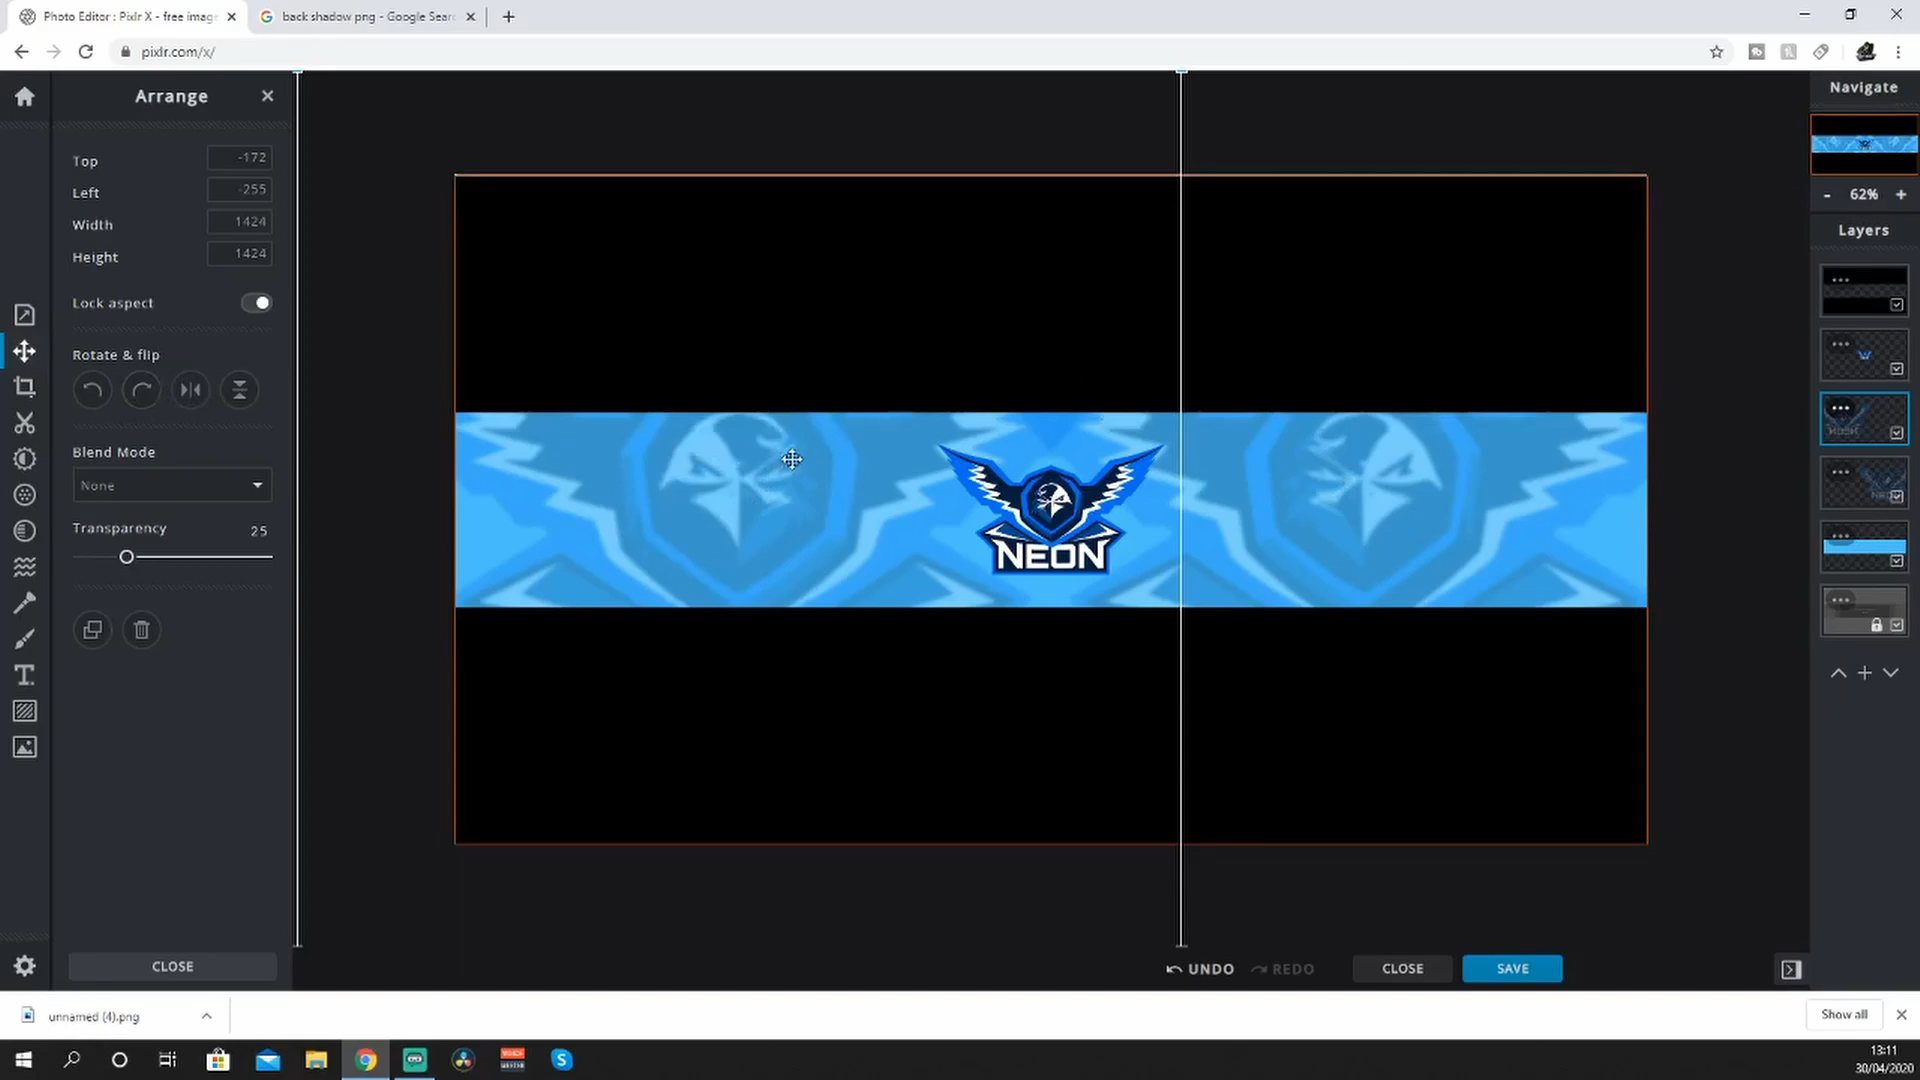 Photo Editor : Pixlr X - free imag
back shadow png - Google Sear
pixlr.com/x/
Arrange
Top -172
Left -255
Width 1424
Height 1424
Lock aspect
Rotate & flip
Blend Mode
None
Transparency 25
CLOSE
NEON
UNDO
REDO
CLOSE
SAVE
Navigate
62%
Layers
unnamed (4).png
Show all
13:11
30/04/2020